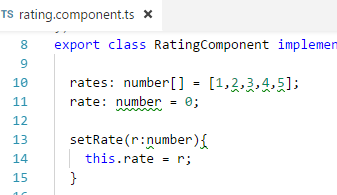 TS rating.component.ts ×
8 export class RatingComponent implemen
9
10 rates: number[] = [1,2,3,4,5];
11 rate: number = 0;
12
13 setRate(r:number){
14 this.rate = r;
15 }